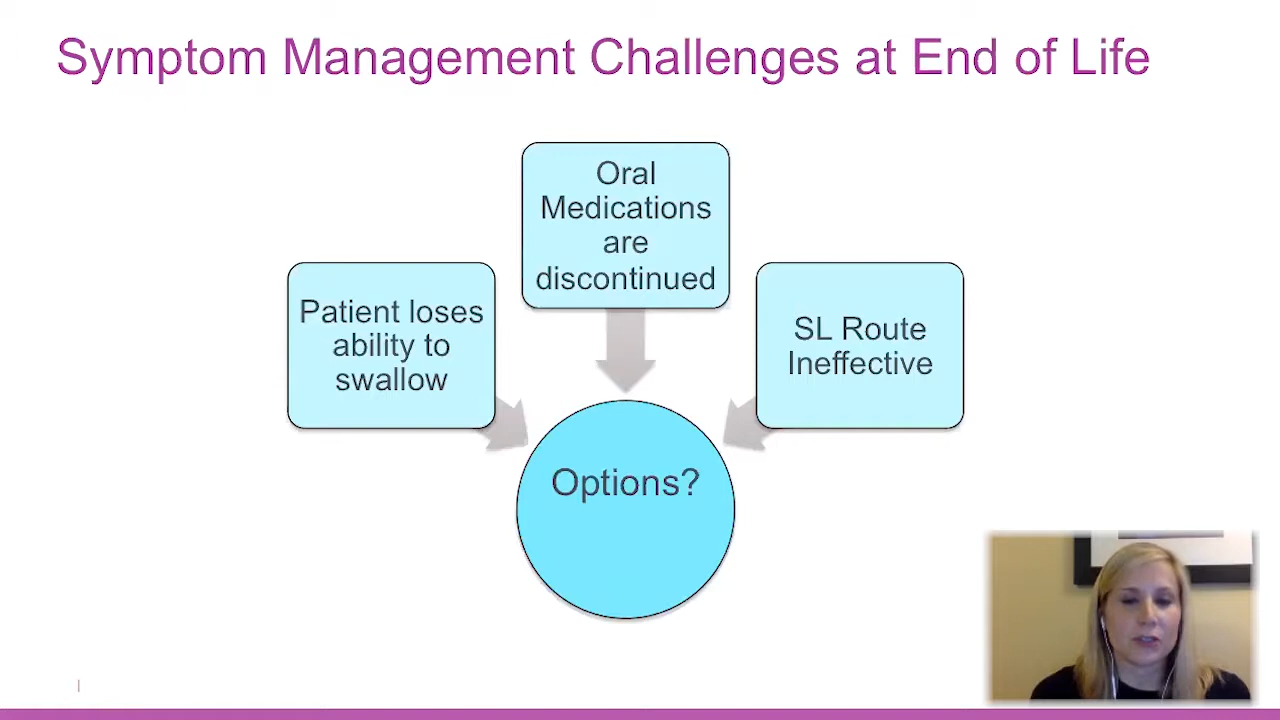 Symptom Management Challenges at End of Life
Oral
Medications
are
discontinued
Patient loses
ability to
swallow
SL Route
Ineffective
Options?